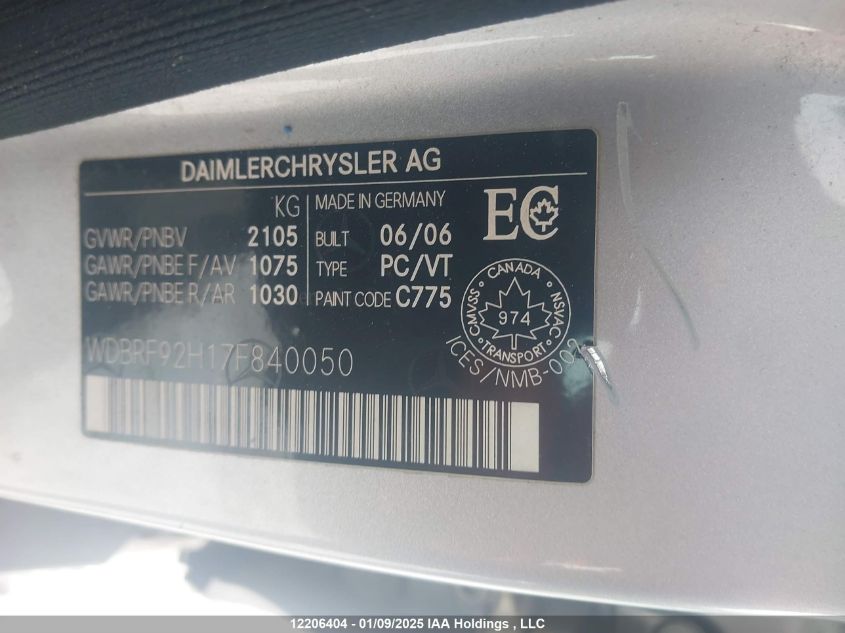 DAIMLERCHRYSLER AG
KG
GVWR/PNBV 2105
GAWR/PNBE F/AV 1075
GAWR/PNBE R/AR 1030
MADE IN GERMANY
BUILT 06/06
TYPE PC/VT
PAINT CODE C775
EC
CANADA
CMVSS
NSVAC
974
TRANSPORT
ICES/NMB-002
WDBRF92H17F840050
12206404 - 01/09/2025 IAA Holdings, LLC